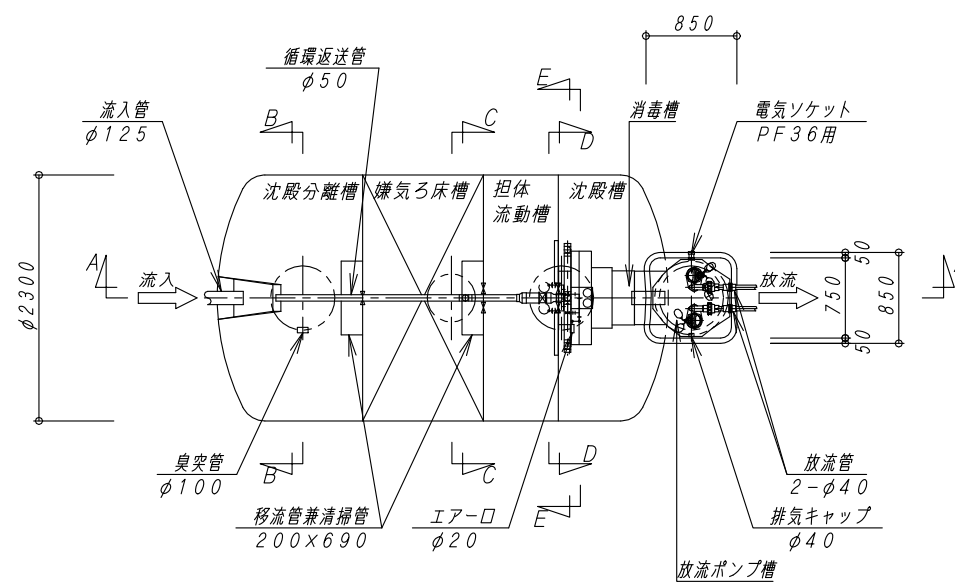 850
循環返送管
φ50
流入管
φ125
消毒槽
電気ソケット
PF36用
E
B
C
D
沈殿分離槽
嫌気ろ床槽
担体
流動槽
沈殿槽
A
流入
放流
A
φ2300
50
750
850
50
B
C
D
E
臭突管
φ100
移流管兼清掃管
200×690
エアーロ
φ20
放流管
2-φ40
排気キャップ
φ40
放流ポンプ槽